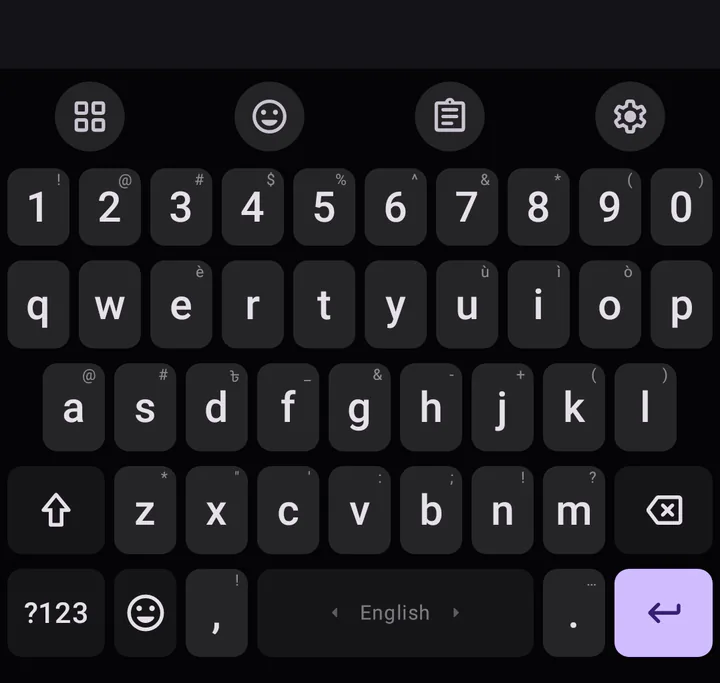 ! @ # $ % ^ & * ( )
1 2 3 4 5 6 7 8 9 0
è ù ì ò
q w e r t y u i o p
@ # ъ _ & - + ( )
a s d f g h j k l
* " ' : ; ! ?
z x c v b n m
! …
?123 , English .